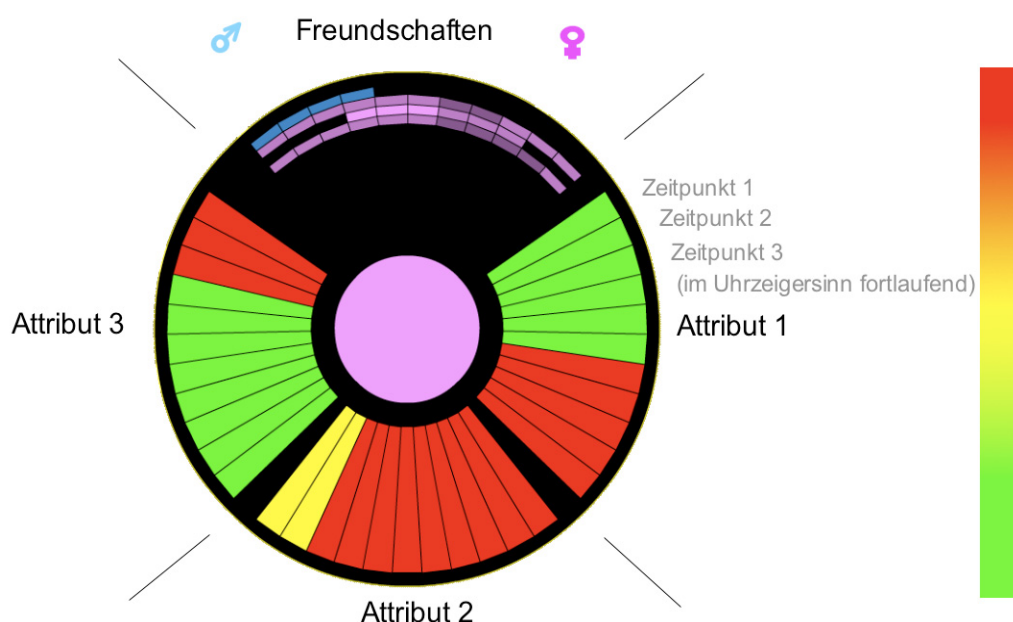 Freundschaften
Zeitpunkt 1
Zeitpunkt 2
Zeitpunkt 3
(im Uhrzeigersinn fortlaufend)
Attribut 3
Attribut 1
Attribut 2